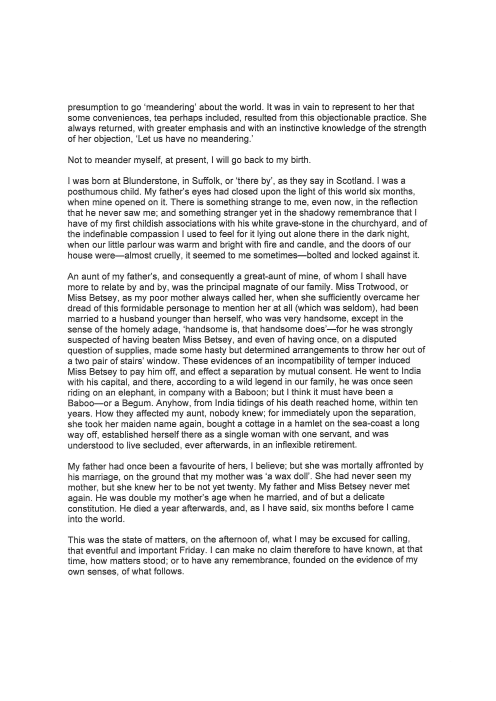 presumption to go ‘meandering’ about the world. It was in vain to represent to her that
some conveniences, tea perhaps included, resulted from this objectionable practice. She
always returned, with greater emphasis and with an instinctive knowledge of the strength
of her objection, ‘Let us have no meandering.’
Not to meander myself, at present, I will go back to my birth.
I was born at Blunderstone, in Suffolk, or ‘there by’, as they say in Scotland. I was a
posthumous child. My father’s eyes had closed upon the light of this world six months,
when mine opened on it. There is something strange to me, even now, in the reflection
that he never saw me; and something stranger yet in the shadowy remembrance that I
have of my first childish associations with his white grave-stone in the churchyard, and of
the indefinable compassion I used to feel for it lying out alone there in the dark night,
when our little parlour was warm and bright with fire and candle, and the doors of our
house were—almost cruelly, it seemed to me sometimes—bolted and locked against it.
An aunt of my father’s, and consequently a great-aunt of mine, of whom I shall have
more to relate by and by, was the principal magnate of our family. Miss Trotwood, or
Miss Betsey, as my poor mother always called her, when she sufficiently overcame her
dread of this formidable personage to mention her at all (which was seldom), had been
married to a husband younger than herself, who was very handsome, except in the
sense of the homely adage, ‘handsome is, that handsome does’—for he was strongly
suspected of having beaten Miss Betsey, and even of having once, on a disputed
question of supplies, made some hasty but determined arrangements to throw her out of
a two pair of stairs’ window. These evidences of an incompatibility of temper induced
Miss Betsey to pay him off, and effect a separation by mutual consent. He went to India
with his capital, and there, according to a wild legend in our family, he was once seen
riding on an elephant, in company with a Baboon; but I think it must have been a
Baboo—or a Begum. Anyhow, from India tidings of his death reached home, within ten
years. How they affected my aunt, nobody knew; for immediately upon the separation,
she took her maiden name again, bought a cottage in a hamlet on the sea-coast a long
way off, established herself there as a single woman with one servant, and was
understood to live secluded, ever afterwards, in an inflexible retirement.
My father had once been a favourite of hers, I believe; but she was mortally affronted by
his marriage, on the ground that my mother was ‘a wax doll’. She had never seen my
mother, but she knew her to be not yet twenty. My father and Miss Betsey never met
again. He was double my mother’s age when he married, and of but a delicate
constitution. He died a year afterwards, and, as I have said, six months before I came
into the world.
This was the state of matters, on the afternoon of, what I may be excused for calling,
that eventful and important Friday. I can make no claim therefore to have known, at that
time, how matters stood; or to have any remembrance, founded on the evidence of my
own senses, of what follows.